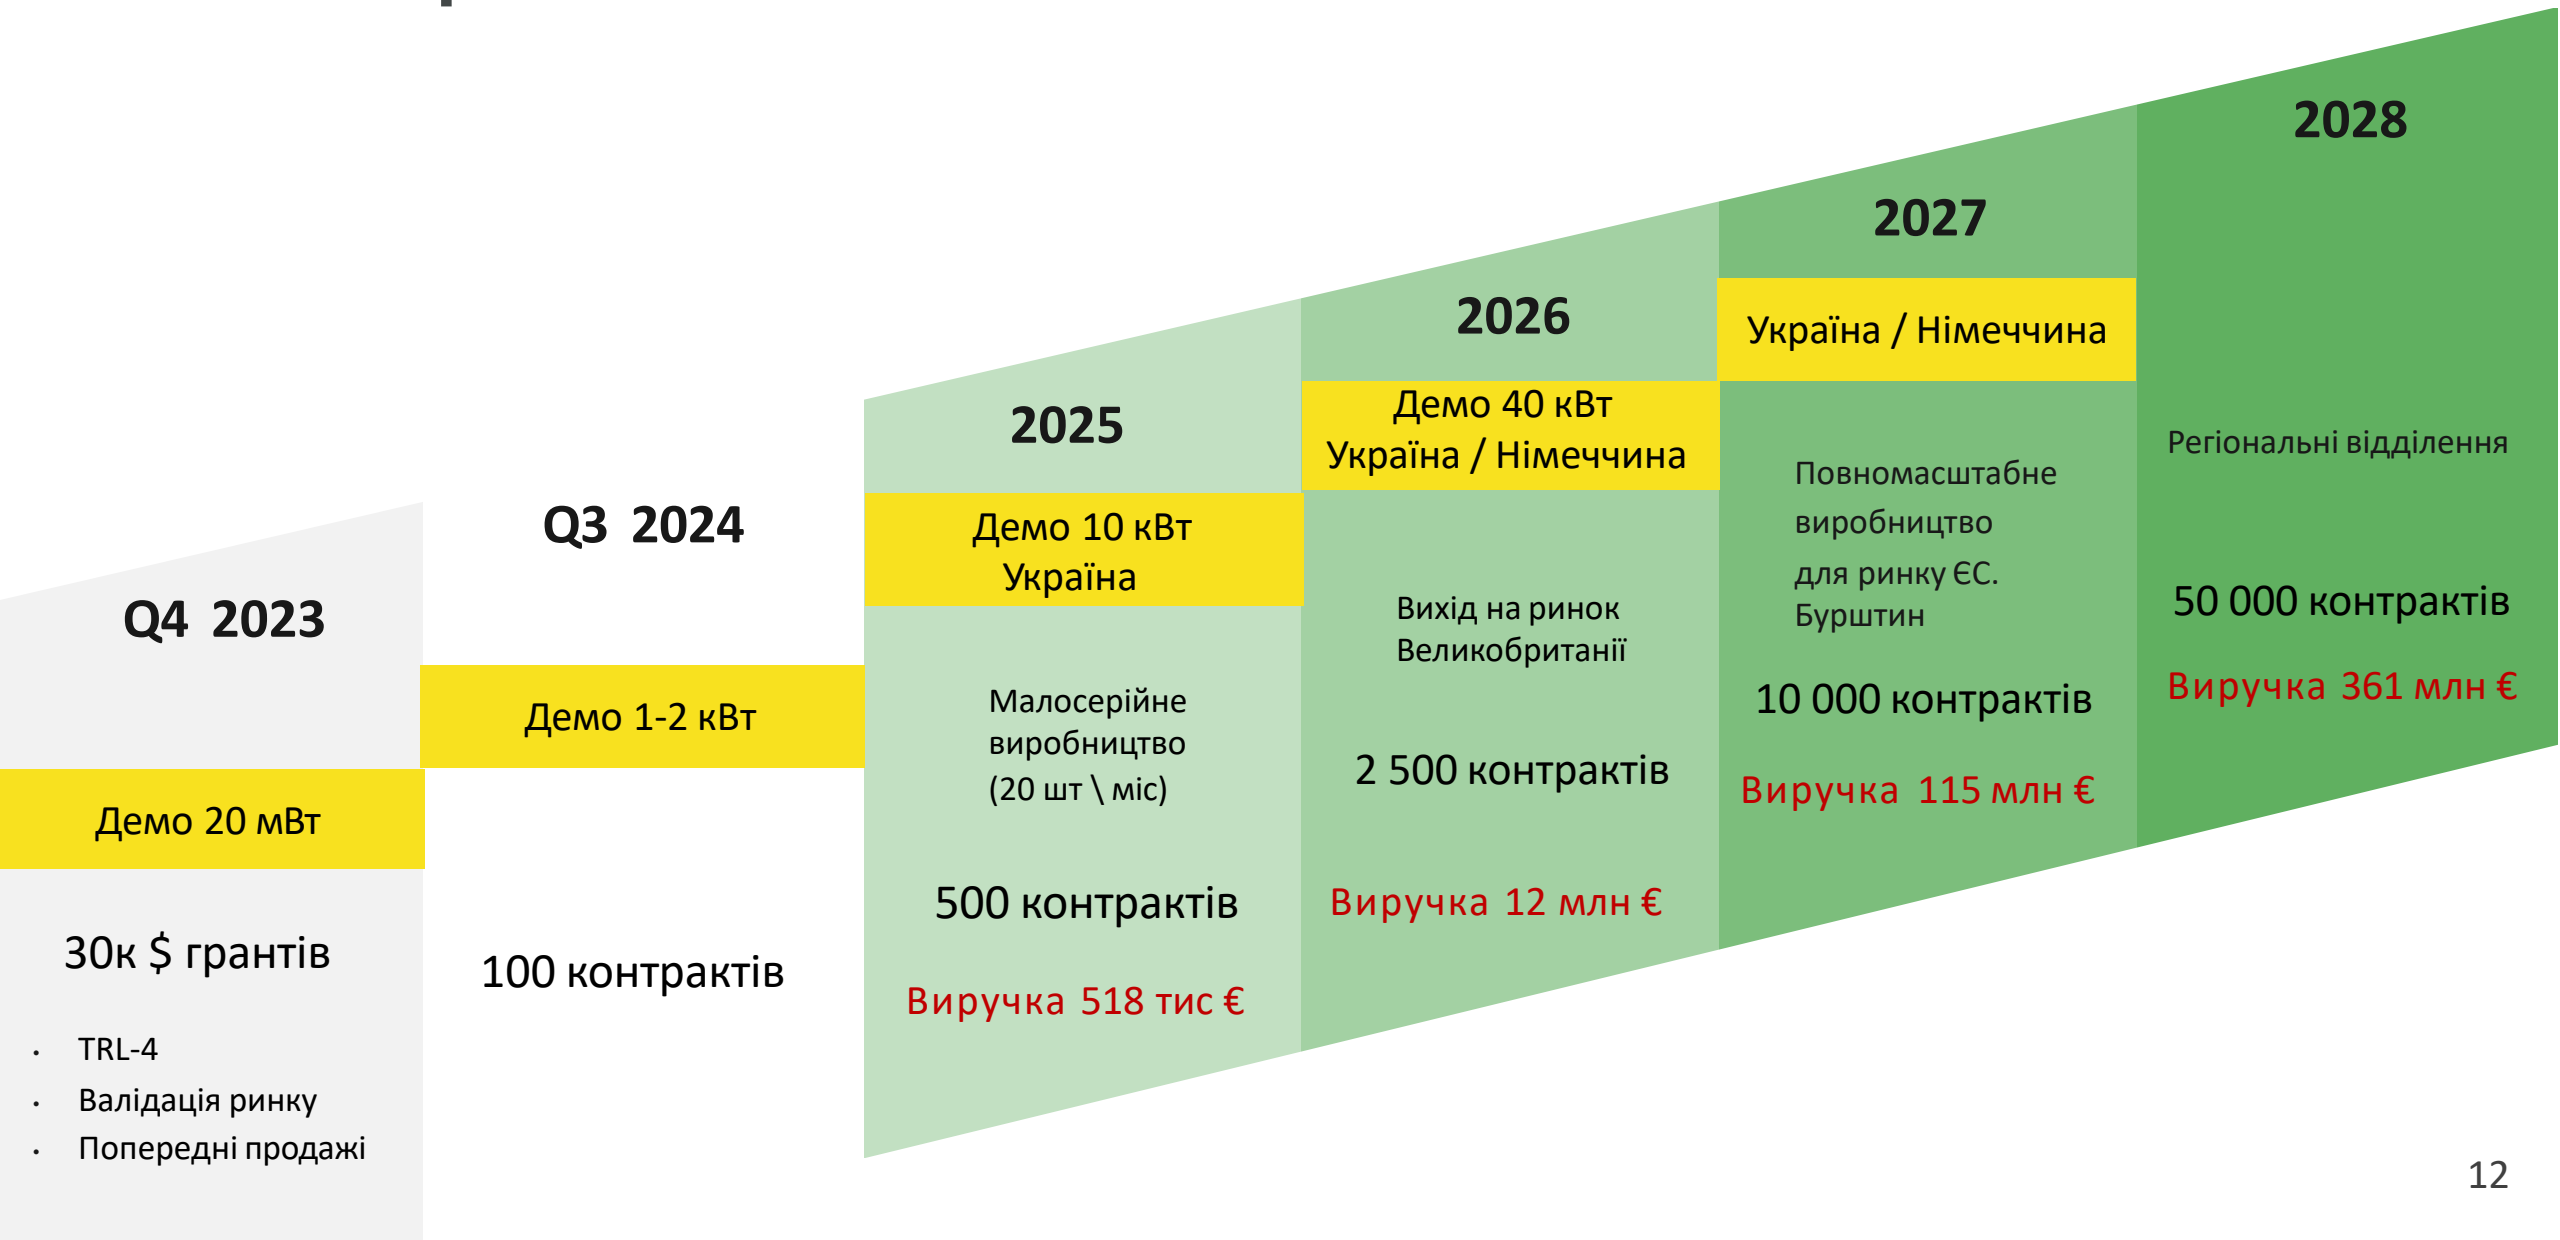 Q4 2023
Демо 20 мВт
30к $ грантів
· TRL-4
· Валідація ринку
· Попередні продажі
Q3 2024
Демо 1-2 кВт
100 контрактів
2025
Демо 10 кВт
Україна
Малосерійне
виробництво
(20 шт \ міс)
500 контрактів
Виручка 518 тис €
2026
Демо 40 кВт
Україна / Німеччина
Вихід на ринок
Великобританії
2 500 контрактів
Виручка 12 млн €
2027
Україна / Німеччина
Повномасштабне
виробництво
для ринку ЄС.
Бурштин
10 000 контрактів
Виручка 115 млн €
2028
Регіональні відділення
50 000 контрактів
Виручка 361 млн €
12